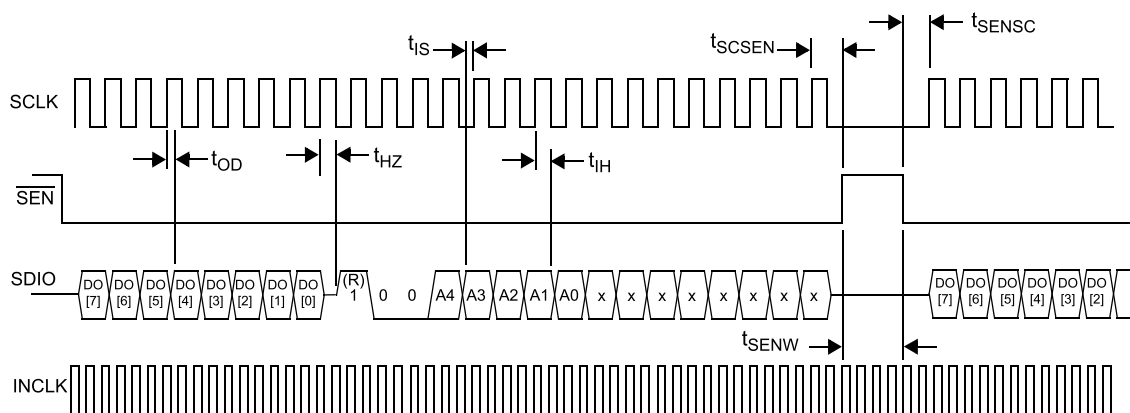 tIS
tSCSEN
tSENSC
SCLK
tOD
tHZ
tIH
SEN
SDIO
DO [7] DO [6] DO [5] DO [4] DO [3] DO [2] DO [1] DO [0] (R) 1 0 0 A4 A3 A2 A1 A0 x x x x x x x x DO [7] DO [6] DO [5] DO [4] DO [3] DO [2]
tSENW
INCLK